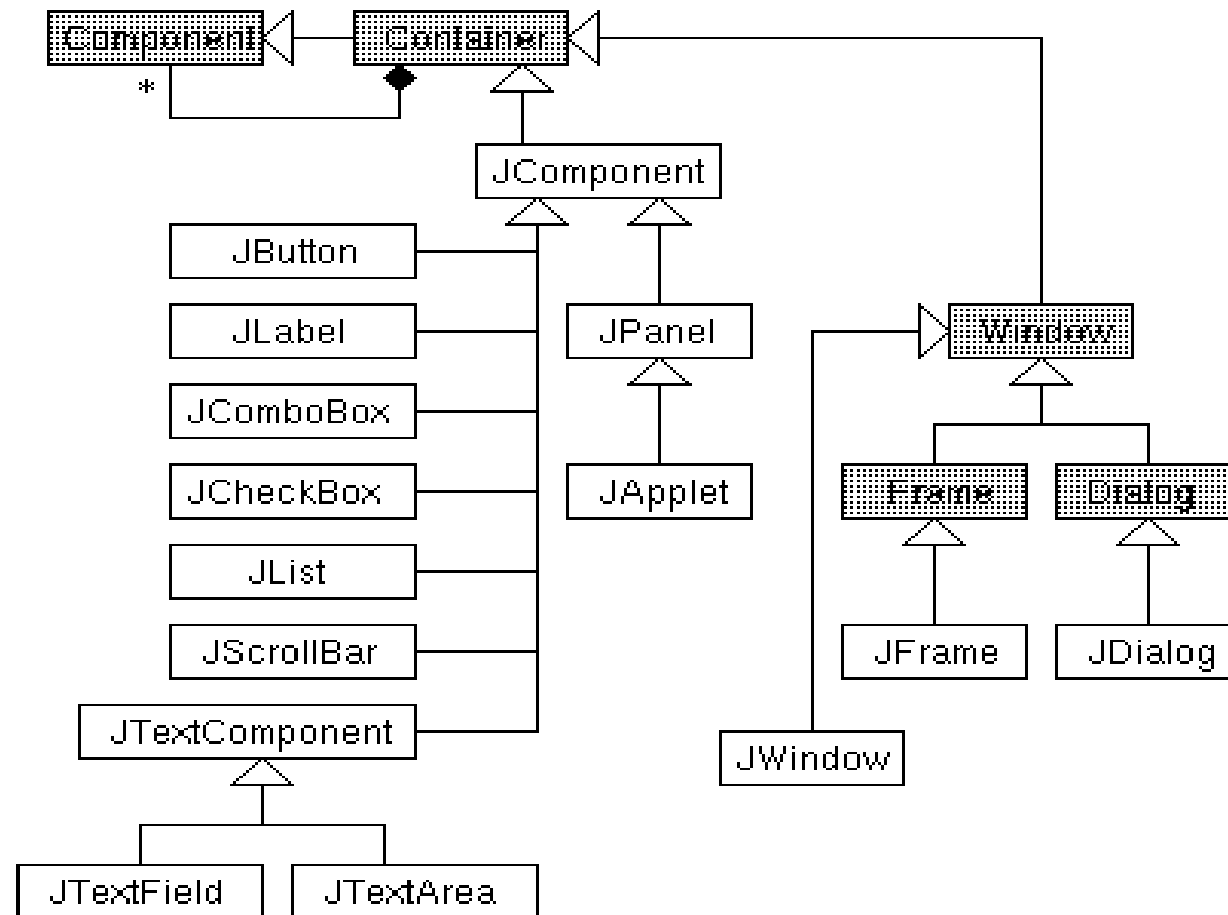 Component
Container
*
JComponent
JButton
JLabel
JPanel
Window
JComboBox
JCheckBox
JApplet
Frame
Dialog
JList
JScrollBar
JFrame
JDialog
JTextComponent
JWindow
JTextField
JTextArea